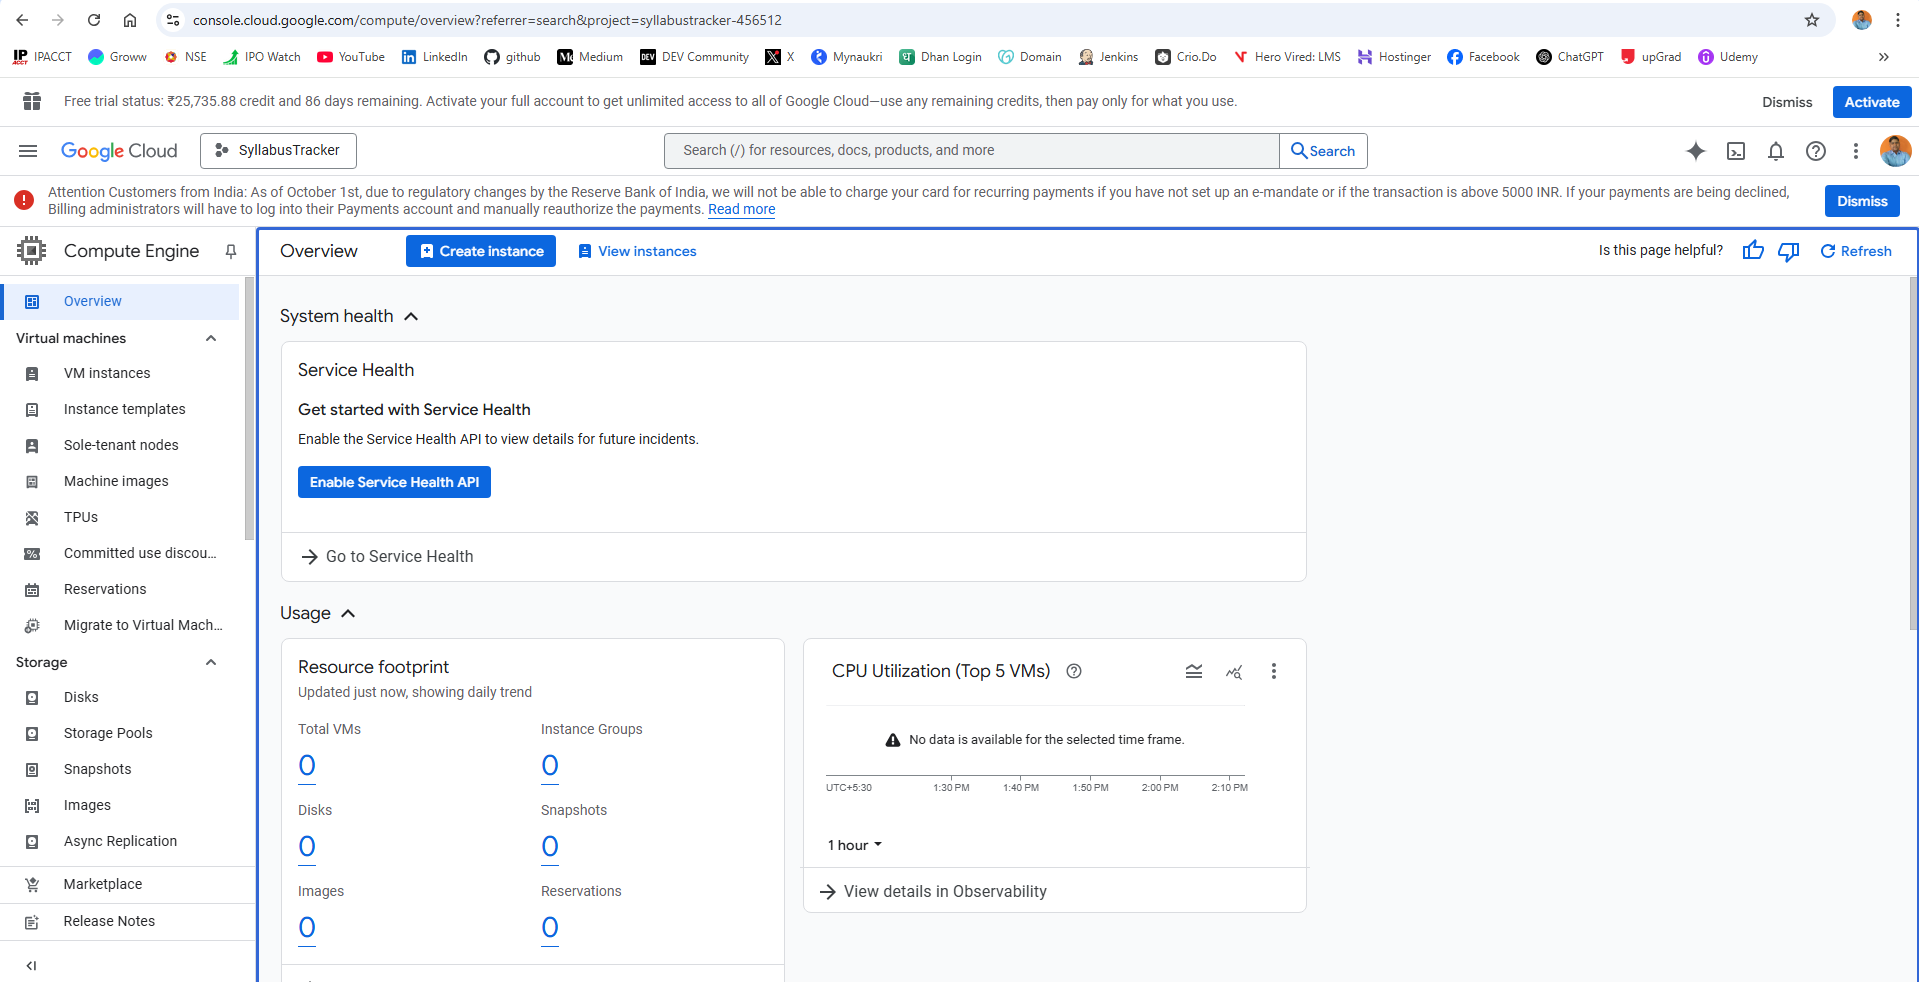 console.cloud.google.com/compute/overview?referrer=search&project=syllabustracker-456512
IPACCT Groww NSE IPO Watch YouTube LinkedIn github Medium DEV Community X Mynaukri Dhan Login Domain Jenkins Crio.Do Hero Vired: LMS Hostinger Facebook ChatGPT upGrad Udemy
Free trial status: ₹25,735.88 credit and 86 days remaining. Activate your full account to get unlimited access to all of Google Cloud—use any remaining credits, then pay only for what you use.
Dismiss
Activate
Google Cloud
SyllabusTracker
Search (/) for resources, docs, products, and more
Search
Attention Customers from India: As of October 1st, due to regulatory changes by the Reserve Bank of India, we will not be able to charge your card for recurring payments if you have not set up an e-mandate or if the transaction is above 5000 INR. If your payments are being declined,
Billing administrators will have to log into their Payments account and manually reauthorize the payments. Read more
Dismiss
Compute Engine
Overview
Virtual machines
VM instances
Instance templates
Sole-tenant nodes
Machine images
TPUs
Committed use discou...
Reservations
Migrate to Virtual Mach...
Storage
Disks
Storage Pools
Snapshots
Images
Async Replication
Marketplace
Release Notes
Overview
Create instance
View instances
Is this page helpful?
Refresh
System health
Service Health
Get started with Service Health
Enable the Service Health API to view details for future incidents.
Enable Service Health API
Go to Service Health
Usage
Resource footprint
Updated just now, showing daily trend
Total VMs Instance Groups
0 0
Disks Snapshots
0 0
Images Reservations
0 0
CPU Utilization (Top 5 VMs)
No data is available for the selected time frame.
UTC+5:30 1:30 PM 1:40 PM 1:50 PM 2:00 PM 2:10 PM
1 hour
View details in Observability